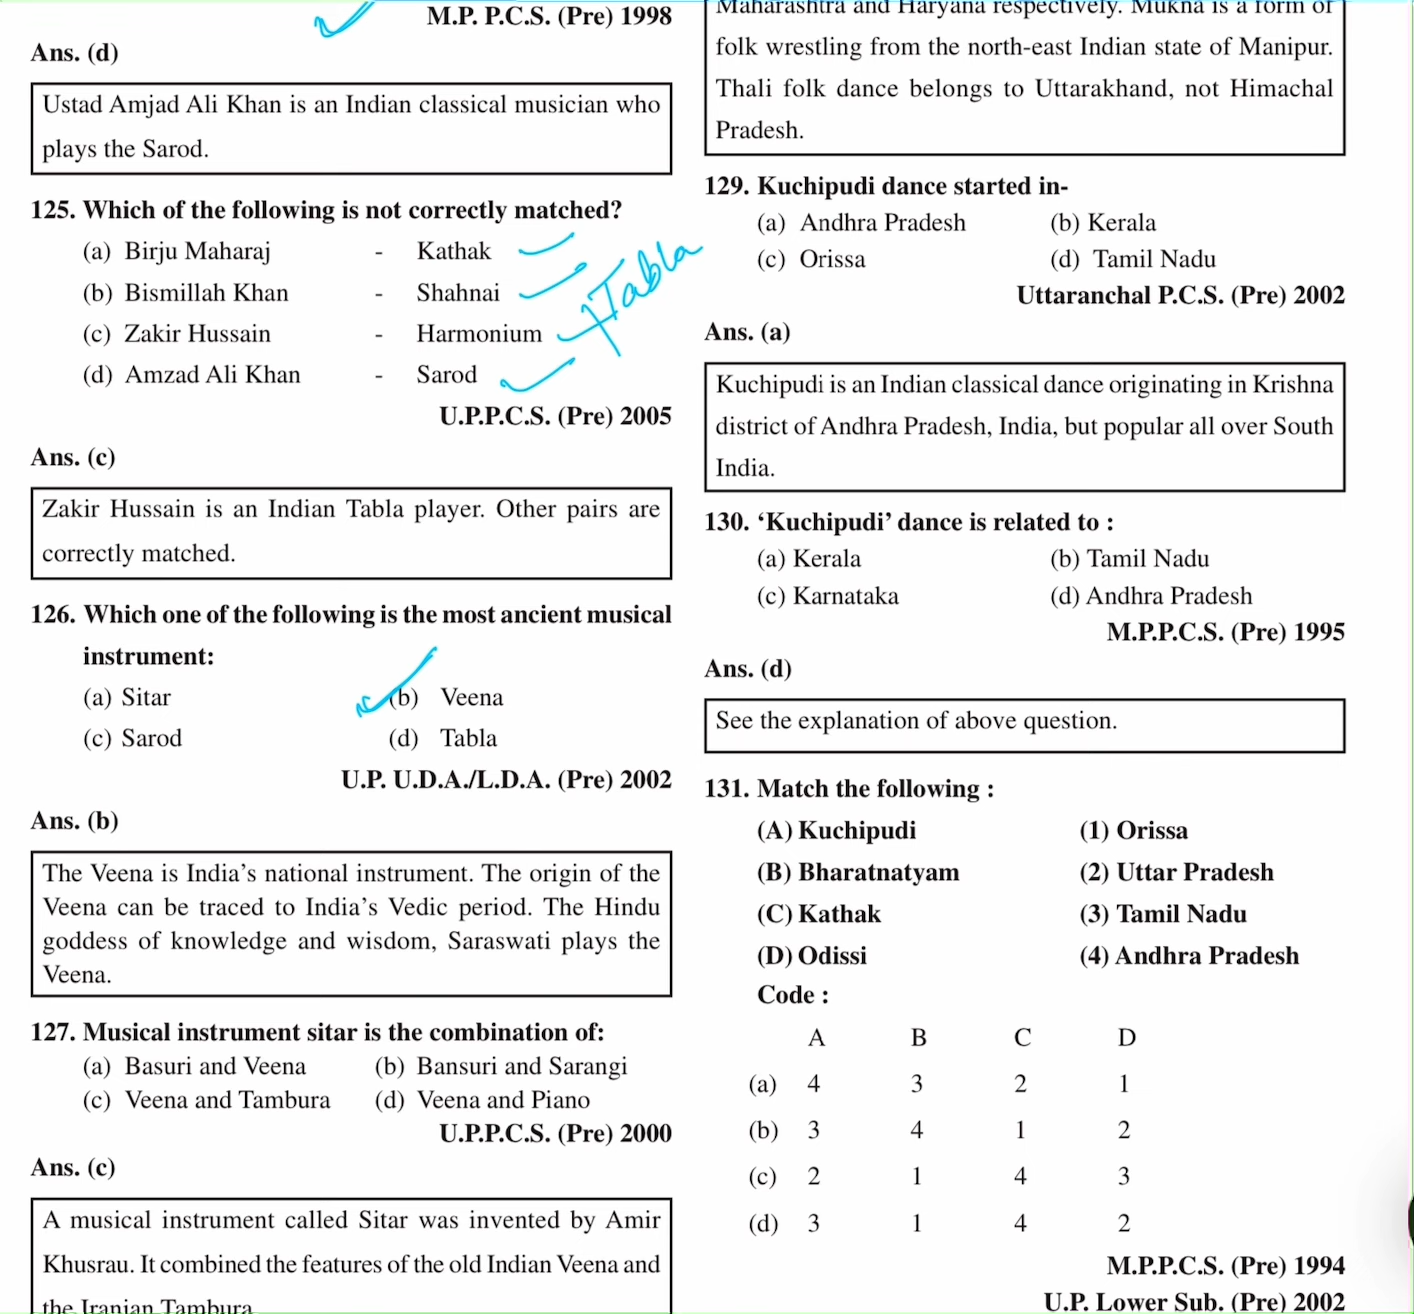 M.P. P.C.S. (Pre) 1998
Ans. (d)
Ustad Amjad Ali Khan is an Indian classical musician who
plays the Sarod.
125. Which of the following is not correctly matched?
(a) Birju Maharaj - Kathak
(b) Bismillah Khan - Shahnai
(c) Zakir Hussain - Harmonium
Tabla
(d) Amzad Ali Khan - Sarod
U.P.P.C.S. (Pre) 2005
Ans. (c)
Zakir Hussain is an Indian Tabla player. Other pairs are
correctly matched.
126. Which one of the following is the most ancient musical
instrument:
(a) Sitar (b) Veena
(c) Sarod (d) Tabla
U.P. U.D.A./L.D.A. (Pre) 2002
Ans. (b)
The Veena is India's national instrument. The origin of the
Veena can be traced to India's Vedic period. The Hindu
goddess of knowledge and wisdom, Saraswati plays the
Veena.
127. Musical instrument sitar is the combination of:
(a) Basuri and Veena (b) Bansuri and Sarangi
(c) Veena and Tambura (d) Veena and Piano
U.P.P.C.S. (Pre) 2000
Ans. (c)
A musical instrument called Sitar was invented by Amir
Khusrau. It combined the features of the old Indian Veena and
the Iranian Tambura
Maharashtra and Haryana respectively. Mukna is a form of
folk wrestling from the north-east Indian state of Manipur.
Thali folk dance belongs to Uttarakhand, not Himachal
Pradesh.
129. Kuchipudi dance started in-
(a) Andhra Pradesh (b) Kerala
(c) Orissa (d) Tamil Nadu
Uttaranchal P.C.S. (Pre) 2002
Ans. (a)
Kuchipudi is an Indian classical dance originating in Krishna
district of Andhra Pradesh, India, but popular all over South
India.
130. ‘Kuchipudi’ dance is related to :
(a) Kerala (b) Tamil Nadu
(c) Karnataka (d) Andhra Pradesh
M.P.P.C.S. (Pre) 1995
Ans. (d)
See the explanation of above question.
131. Match the following :
(A) Kuchipudi (1) Orissa
(B) Bharatnatyam (2) Uttar Pradesh
(C) Kathak (3) Tamil Nadu
(D) Odissi (4) Andhra Pradesh
Code :
A B C D
(a) 4 3 2 1
(b) 3 4 1 2
(c) 2 1 4 3
(d) 3 1 4 2
M.P.P.C.S. (Pre) 1994
U.P. Lower Sub. (Pre) 2002